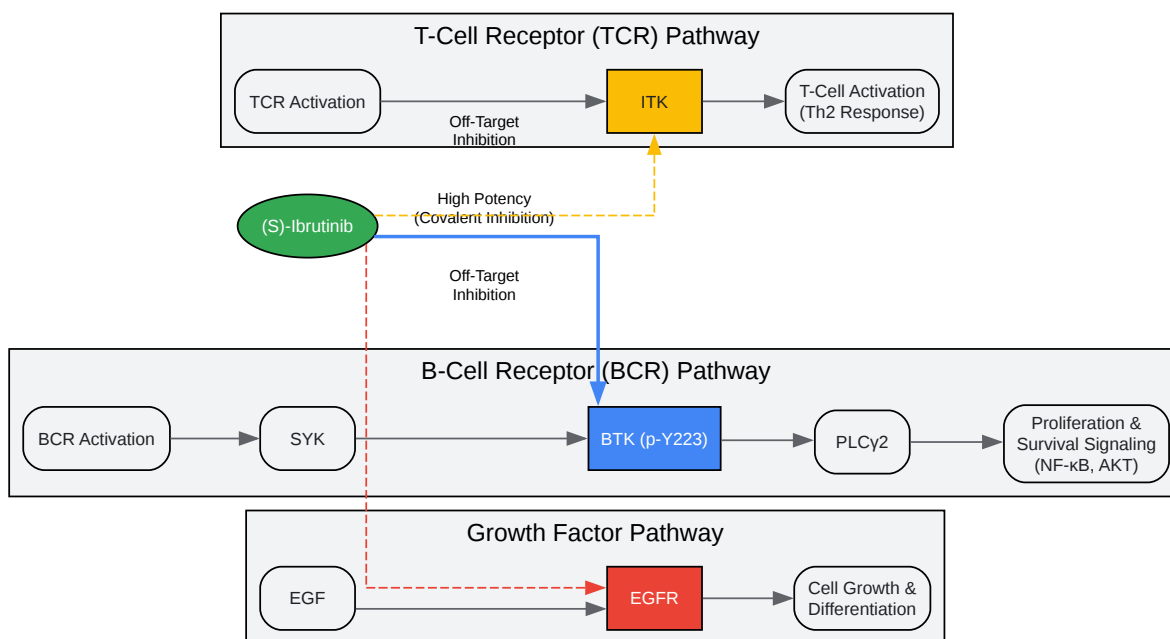 T-Cell Receptor (TCR) Pathway
TCR Activation
ITK
T-Cell Activation
(Th2 Response)
Off-Target
Inhibition
(S)-Ibrutinib
High Potency
(Covalent Inhibition)
Off-Target
Inhibition
B-Cell Receptor (BCR) Pathway
BCR Activation
SYK
BTK (p-Y223)
PLCγ2
Proliferation &
Survival Signaling
(NF-κB, AKT)
Growth Factor Pathway
EGF
EGFR
Cell Growth &
Differentiation